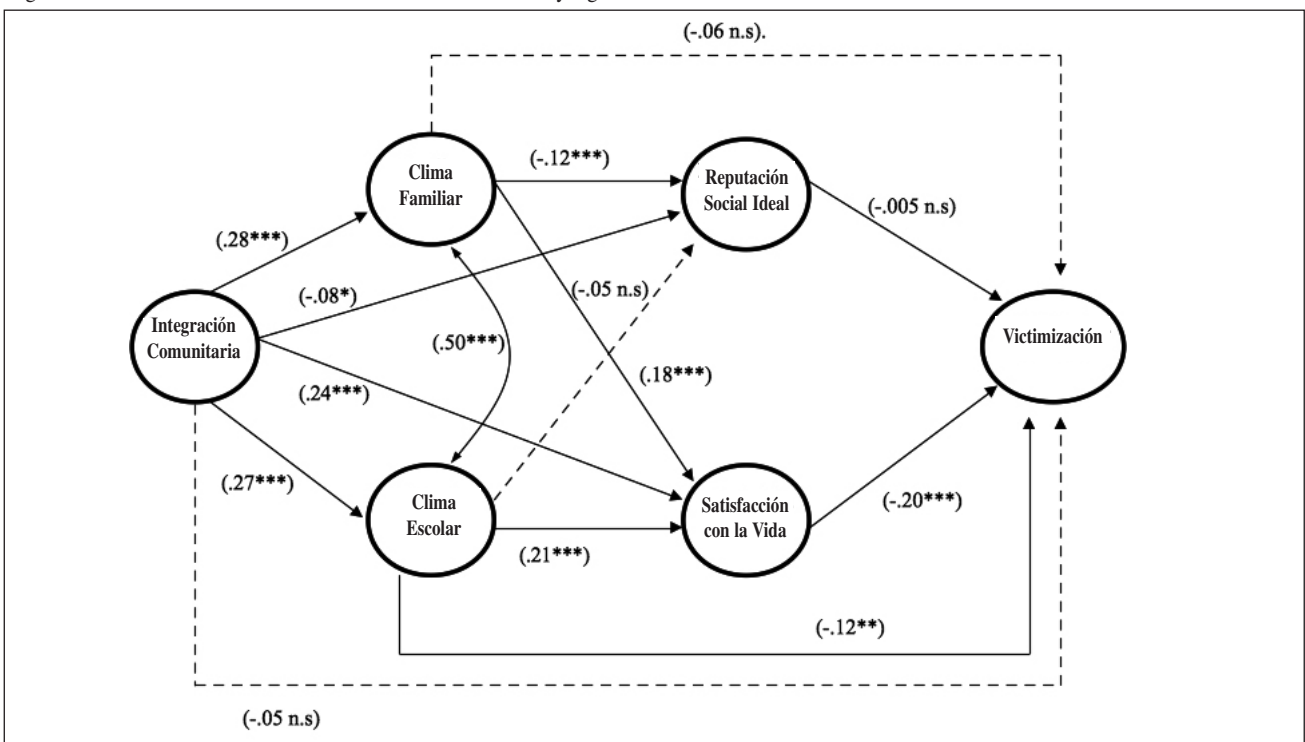 (-.06 n.s).
Clima
Familiar
(-.12***)
Reputación
Social Ideal
(-.005 n.s)
(.28***)
(-.08*)
(-.05 n.s)
Integración
Comunitaria
(.50***)
Victimización
(.18***)
(.24***)
(.27***)
Clima
Escolar
Satisfacción
con la Vida
(-.20***)
(.21***)
(-.12**)
(-.05 n.s)